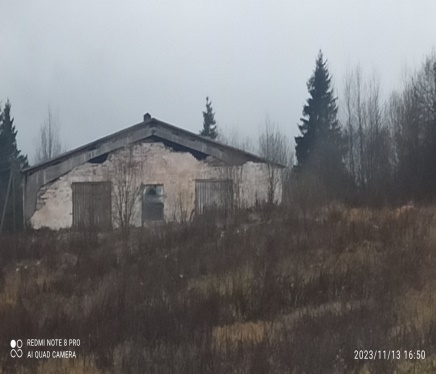 REDMI NOTE 8 PRO
AI QUAD CAMERA
2023/11/13 16:50